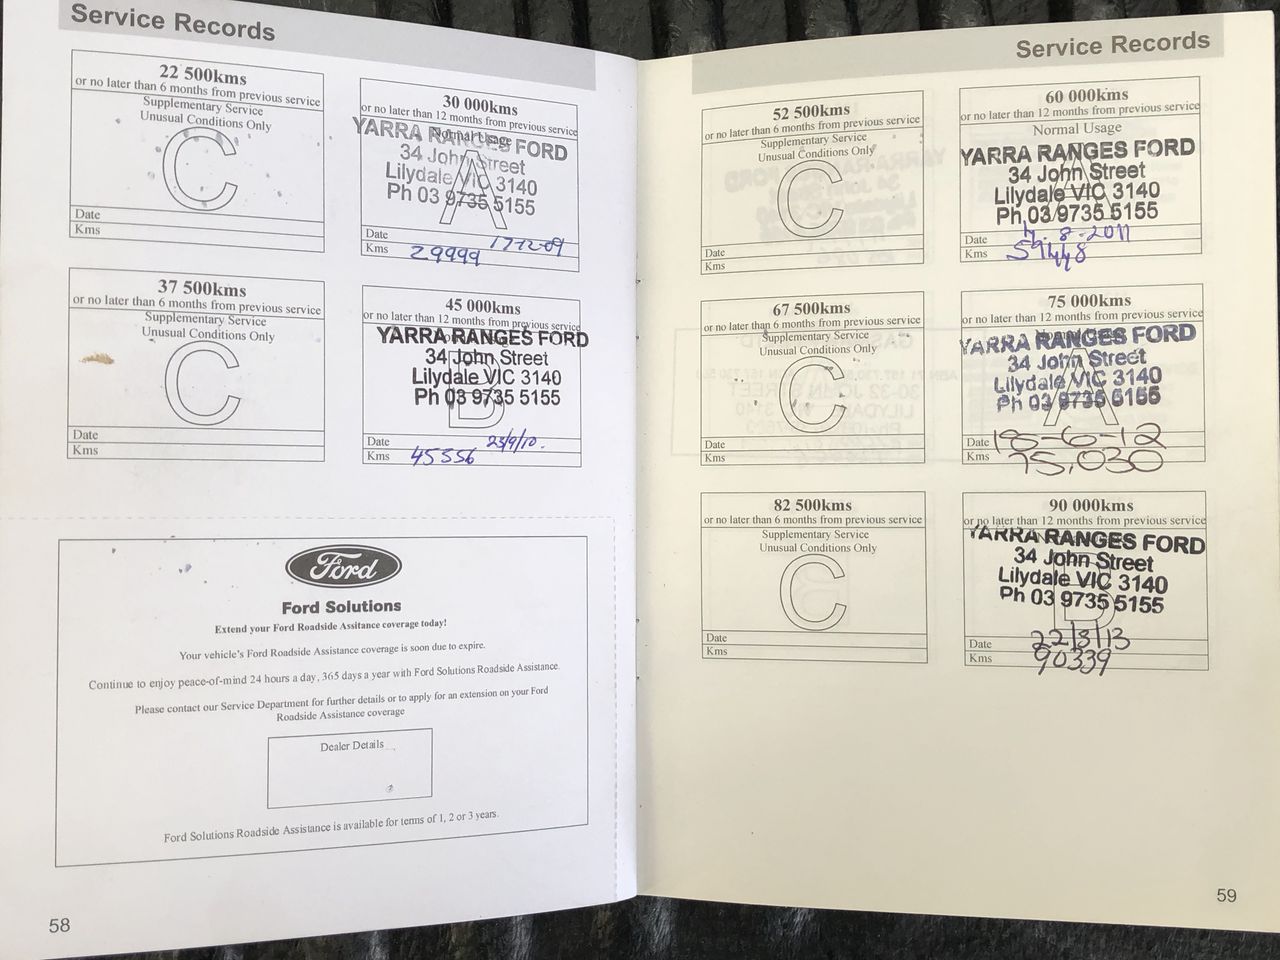 Service Records
22 500kms
or no later than 6 months from previous service
Supplementary Service
Unusual Conditions Only
C
Date
Kms
30 000kms
or no later than 12 months from previous service
Normal Usage
YARRA RANGES FORD
34 John Street
Lilydale VIC 3140
Ph 03 9735 5155
A
Date 17-12-09
Kms 29999
37 500kms
or no later than 6 months from previous service
Supplementary Service
Unusual Conditions Only
C
Date
Kms
45 000kms
or no later than 12 months from previous service
YARRA RANGES FORD
34 John Street
Lilydale VIC 3140
Ph 03 9735 5155
B
Date 23/9/10.
Kms 45556
Ford
Ford Solutions
Extend your Ford Roadside Assitance coverage today!
Your vehicle's Ford Roadside Assistance coverage is soon due to expire.
Continue to enjoy peace-of-mind 24 hours a day, 365 days a year with Ford Solutions Roadside Assistance.
Please contact our Service Department for further details or to apply for an extension on your Ford
Roadside Assistance coverage
Dealer Details
Ford Solutions Roadside Assistance is available for terms of 1, 2 or 3 years.
58
Service Records
52 500kms
or no later than 6 months from previous service
Supplementary Service
Unusual Conditions Only
C
Date
Kms
60 000kms
or no later than 12 months from previous service
Normal Usage
YARRA RANGES FORD
34 John Street
Lilydale VIC 3140
Ph 03 9735 5155
A
Date 8-2011
Kms 59448
67 500kms
or no later than 6 months from previous service
Supplementary Service
Unusual Conditions Only
C
Date
Kms
75 000kms
or no later than 12 months from previous service
YARRA RANGES FORD
34 John Street
Lilydale VIC 3140
Ph 03 9735 5155
A
Date 18-6-12
Kms 75,030
82 500kms
or no later than 6 months from previous service
Supplementary Service
Unusual Conditions Only
C
Date
Kms
90 000kms
or no later than 12 months from previous service
YARRA RANGES FORD
34 John Street
Lilydale VIC 3140
Ph 03 9735 5155
B
Date 22/3/13
Kms 90339
59